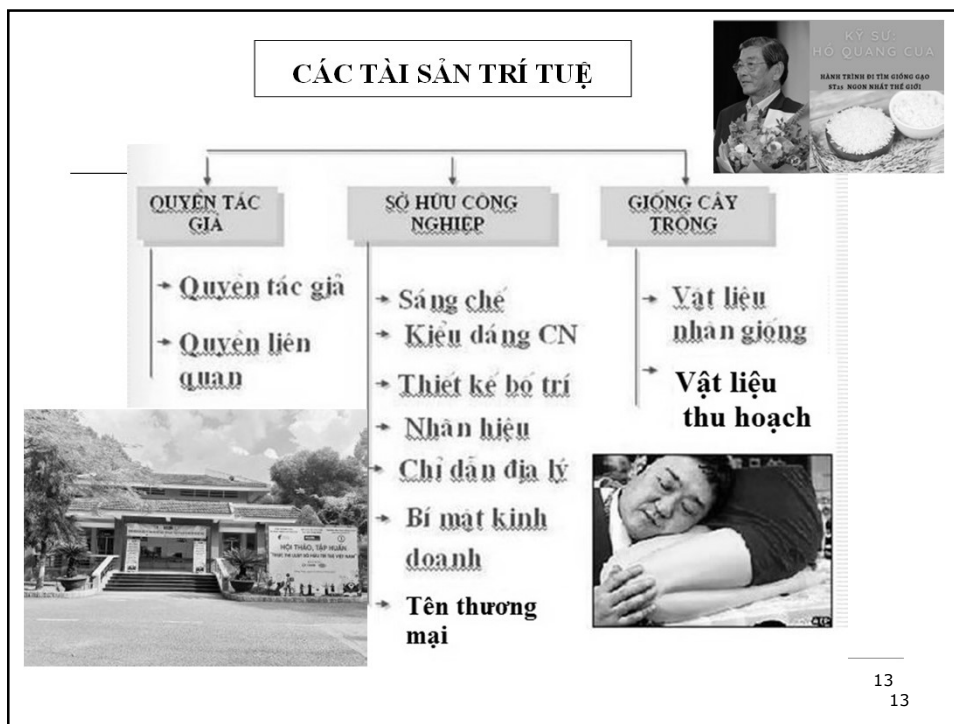 CÁC TÀI SẢN TRÍ TUỆ
KỸ SƯ:
HỒ QUANG CUA
HÀNH TRÌNH ĐI TÌM GIỐNG GẠO
ST25 NGON NHẤT THẾ GIỚI
QUYỀN TÁC
GIẢ
Quyền tác giả
Quyền liên
quan
SỞ HỮU CÔNG
NGHIỆP
Sáng chế
Kiểu dáng CN
Thiết kế bố trí
Nhãn hiệu
Chỉ dẫn địa lý
Bí mật kinh
doanh
Tên thương
mại
GIỐNG CÂY
TRỒNG
Vật liệu
nhân giống
Vật liệu
thu hoạch
HỘI THẢO, TẬP HUẤN
13
13